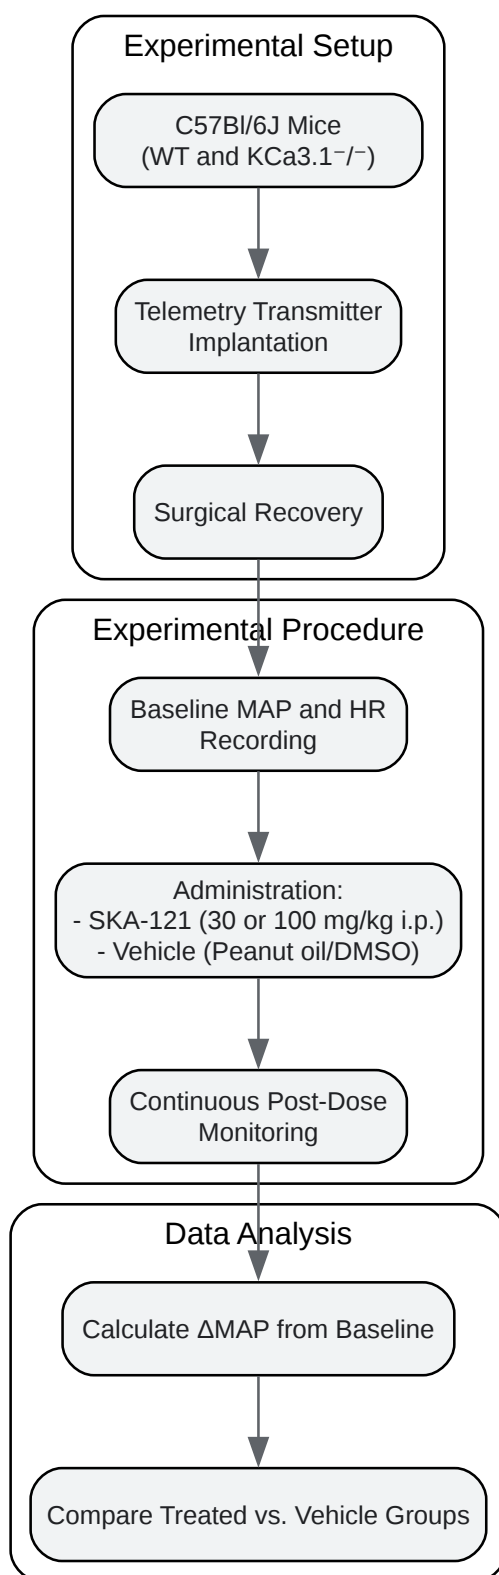 Experimental Setup
C57Bl/6J Mice
(WT and KCa3.1⁻/⁻)
Telemetry Transmitter
Implantation
Surgical Recovery
Experimental Procedure
Baseline MAP and HR
Recording
Administration:
- SKA-121 (30 or 100 mg/kg i.p.)
- Vehicle (Peanut oil/DMSO)
Continuous Post-Dose
Monitoring
Data Analysis
Calculate ΔMAP from Baseline
Compare Treated vs. Vehicle Groups